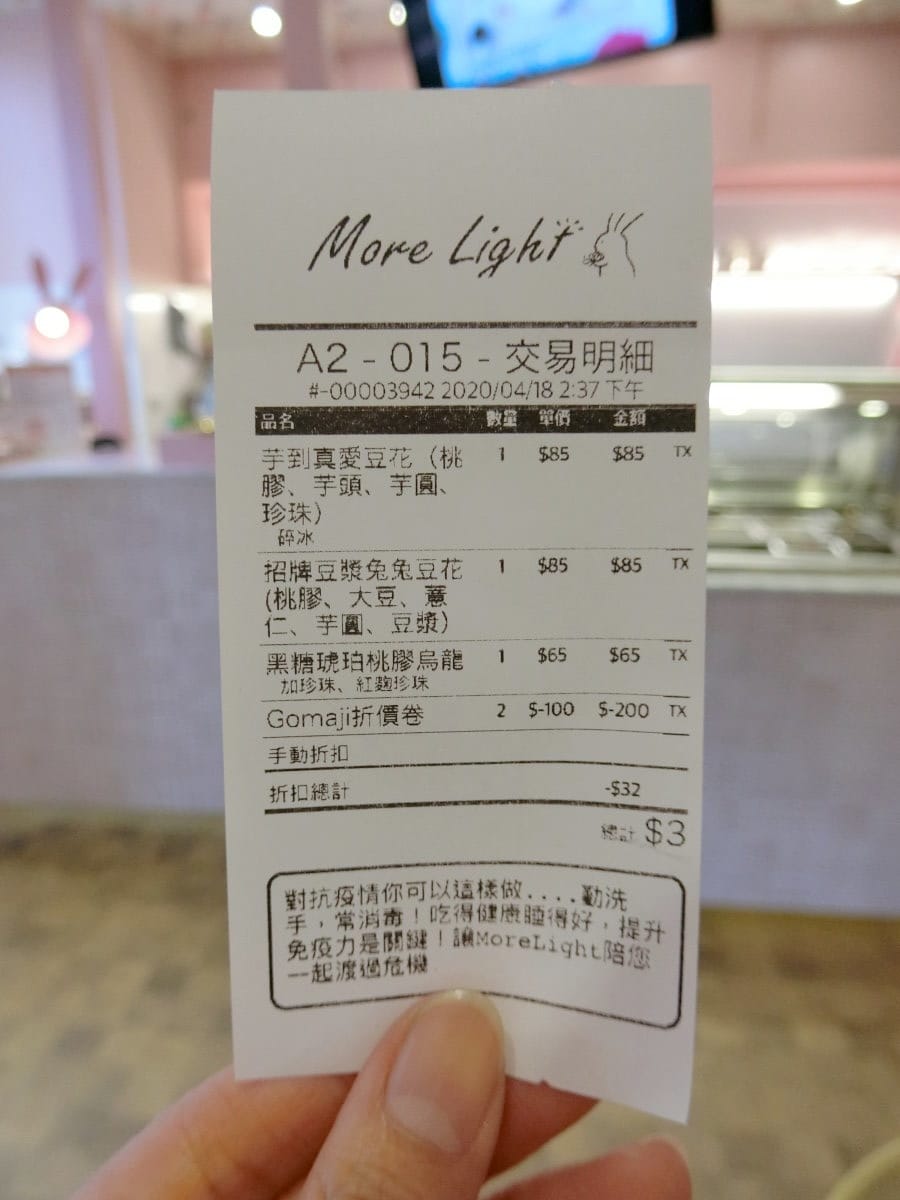 More Light
A2 - 015 - 交易明細
#-00003942 2020/04/18 2:37 下午
品名 數量 單價 金額
芋到真愛豆花（桃 1 $85 $85 TX
膠、芋頭、芋圓、
珍珠）
碎冰
招牌豆漿兔兔豆花 1 $85 $85 TX
(桃膠、大豆、薏
仁、芋圓、豆漿）
黑糖琥珀桃膠烏龍 1 $65 $65 TX
加珍珠、紅麴珍珠
Gomaji折價卷 2 $-100 $-200 TX
手動折扣
折扣總計 -$32
總計 $3
對抗疫情你可以這樣做....勤洗
手，常消毒！吃得健康睡得好，提升
免疫力是關鍵！讓MoreLight陪您
一起渡過危機